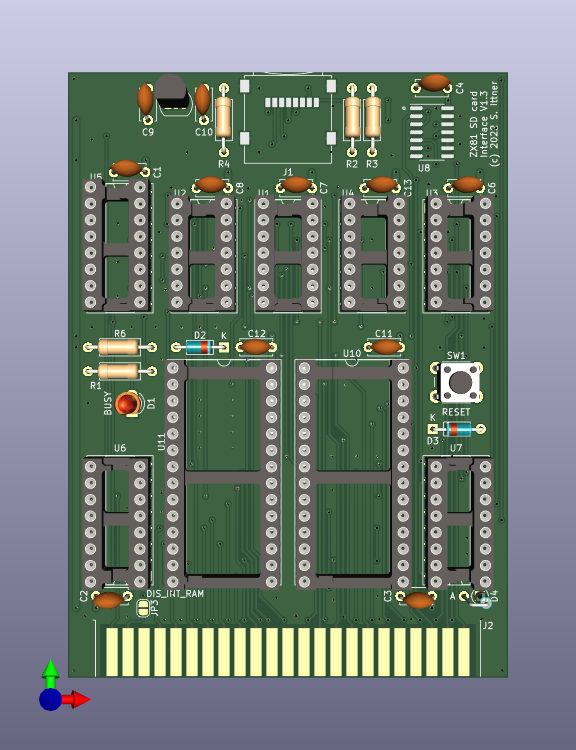 C9
C10
R4
J1
R2
R3
C4
U8
ZX81 SD card
Interface V1.3
(c) 2023 S. Ittner
U5
C1
U2
C8
U1
C7
U4
C13
U3
C6
R6
D2
K
C12
C11
U10
R1
BUSY
D1
SW1
RESET
K
D3
U11
U6
U7
C2
DIS_INT_RAM
JP3
C3
A
D4
J2